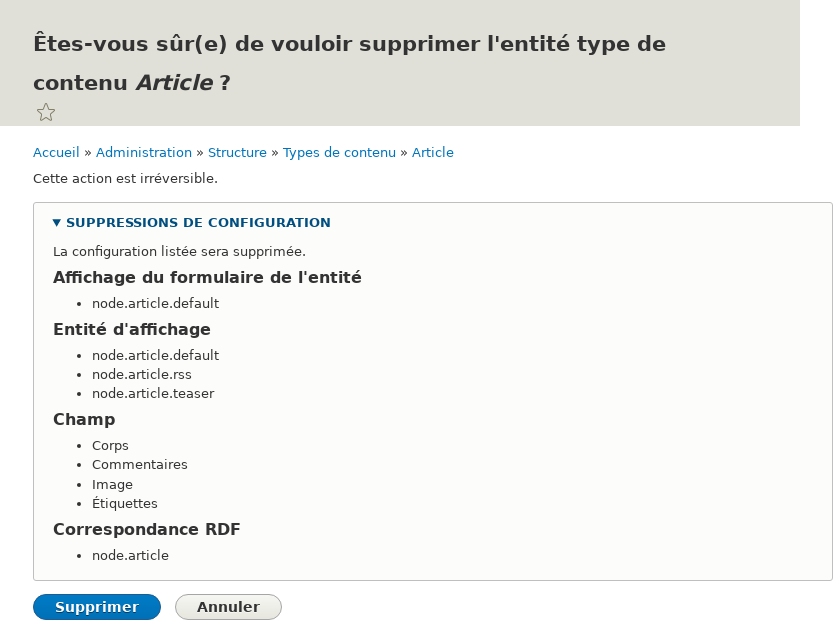 Êtes-vous sûr(e) de vouloir supprimer l'entité type de
contenu Article ?
Accueil » Administration » Structure » Types de contenu » Article
Cette action est irréversible.
▼ SUPPRESSIONS DE CONFIGURATION
La configuration listée sera supprimée.
Affichage du formulaire de l'entité
• node.article.default
Entité d'affichage
• node.article.default
• node.article.rss
• node.article.teaser
Champ
• Corps
• Commentaires
• Image
• Étiquettes
Correspondance RDF
• node.article
Supprimer Annuler